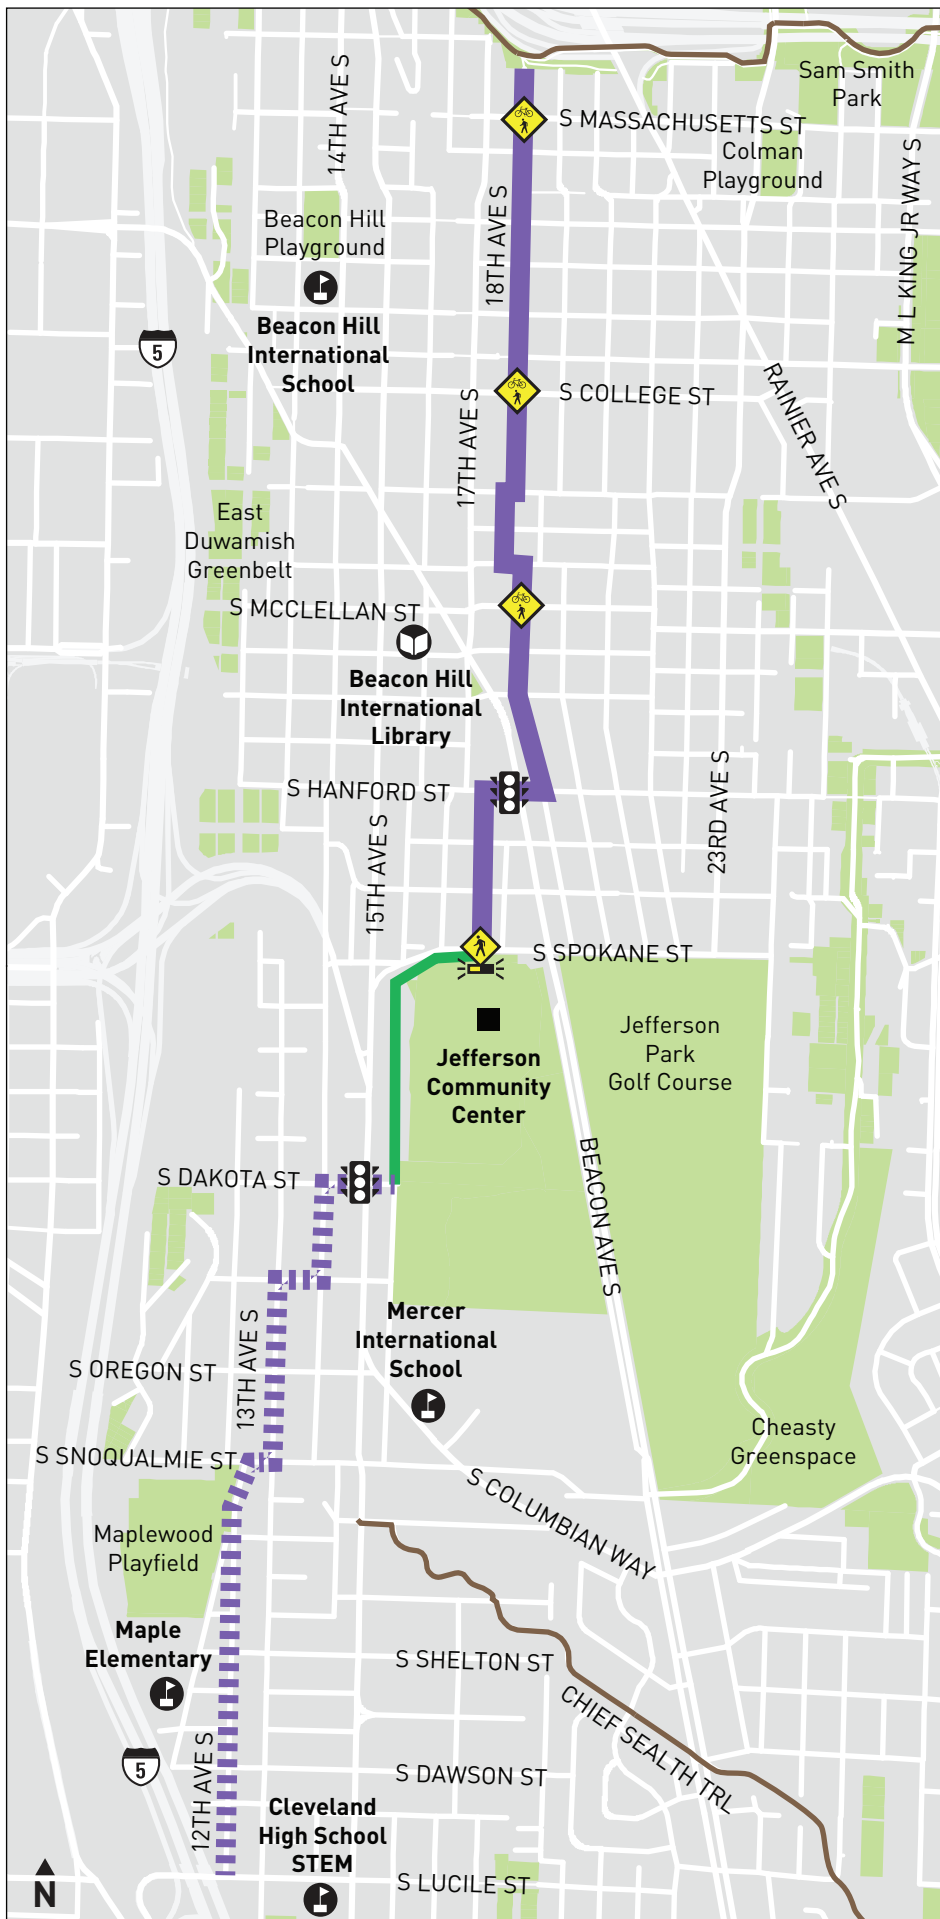 Sam Smith
Park
14TH AVE S
S MASSACHUSETTS ST
Colman
Playground
M L KING JR WAY S
18TH AVE S
Beacon Hill
Playground
Beacon Hill
International
School
5
S COLLEGE ST
RAINIER AVE S
17TH AVE S
East
Duwamish
Greenbelt
S MCCLELLAN ST
Beacon Hill
International
Library
S HANFORD ST
23RD AVE S
15TH AVE S
S SPOKANE ST
Jefferson
Park
Golf Course
Jefferson
Community
Center
S DAKOTA ST
BEACON AVE S
Mercer
International
School
13TH AVE S
S OREGON ST
Cheasty
Greenspace
S SNOQUALMIE ST
S COLUMBIAN WAY
Maplewood
Playfield
Maple
Elementary
S SHELTON ST
CHIEF SEALTH TRL
12TH AVE S
5
S DAWSON ST
Cleveland
High School
STEM
S LUCILE ST
N